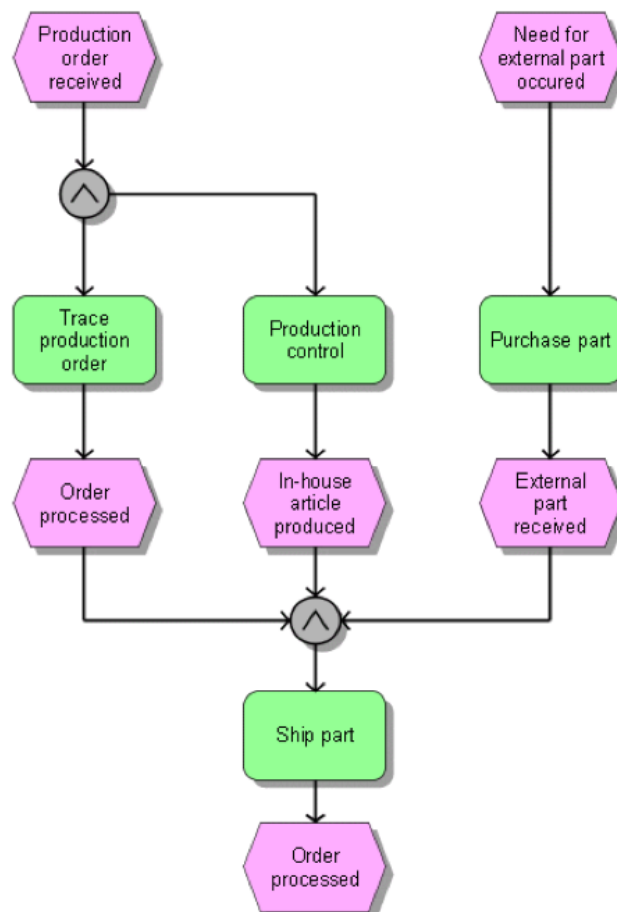 Production
order
received
Need for
external part
occured
Trace
production
order
Production
control
Purchase part
Order
processed
In-house
article
produced
External
part
received
Ship part
Order
processed